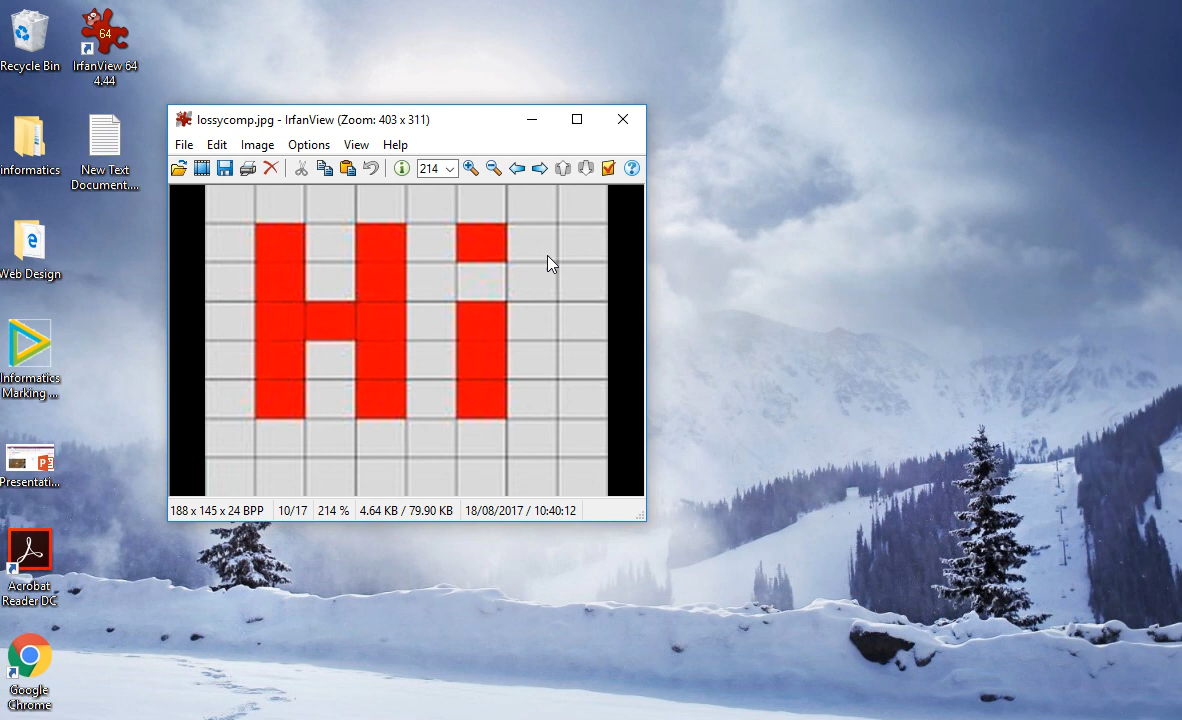 Recycle Bin
64
IrfanView 64
4.44
informatics
New Text
Document....
Web Design
Informatics
Marking ...
Presentati...
Acrobat
Reader DC
Google
Chrome
lossycomp.jpg - IrfanView (Zoom: 403 x 311)
File Edit Image Options View Help
214
Hi
188 x 145 x 24 BPP 10/17 214 % 4.64 KB / 79.90 KB 18/08/2017 / 10:40:12